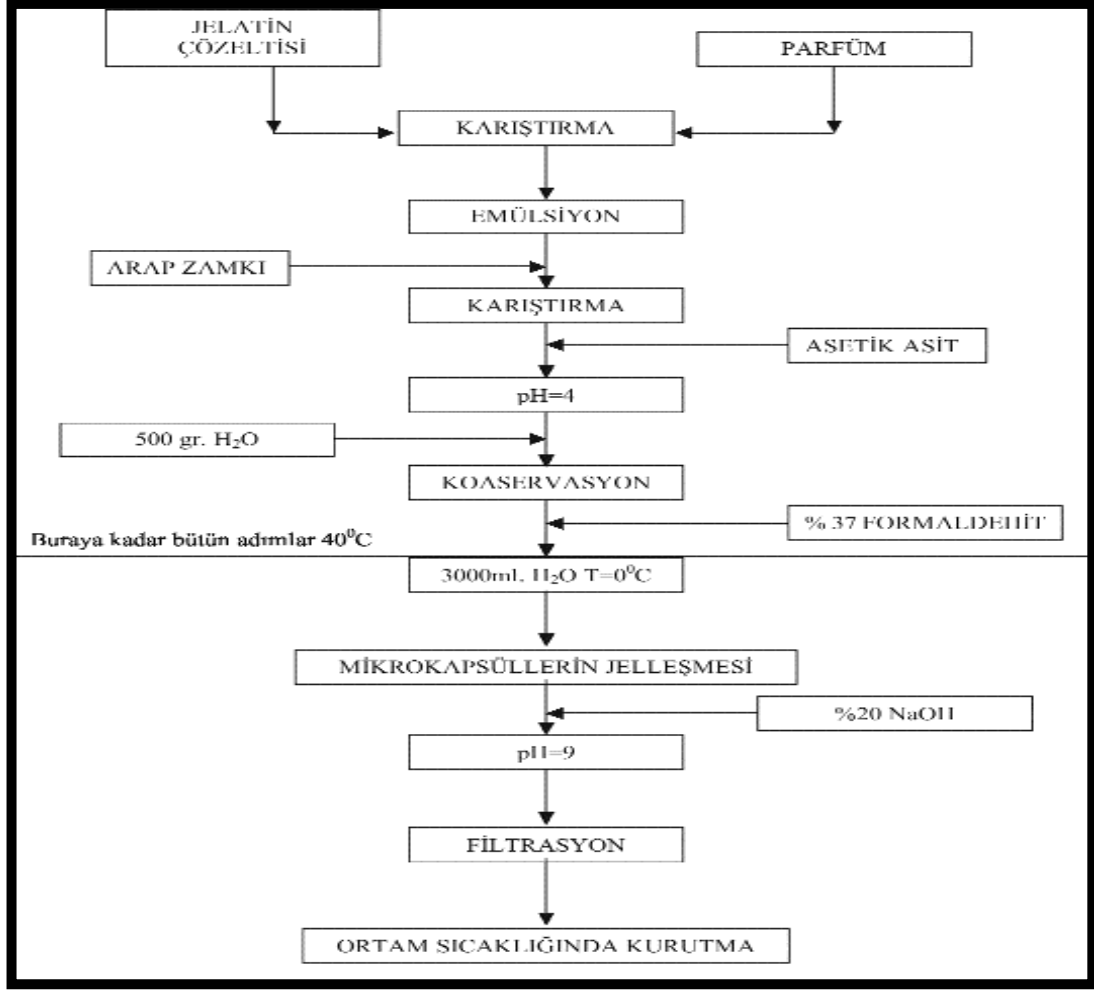 JELATİN
ÇÖZELTİSİ
PARFÜM
KARIŞTIRMA
EMÜLSİYON
ARAP ZAMKI
KARIŞTIRMA
ASETİK ASİT
pH=4
500 gr. H₂O
KOASERVASYON
% 37 FORMALDEHİT
Buraya kadar bütün adımlar 40⁰C
3000ml. H₂O T=0⁰C
MİKROKAPSÜLLERİN JELLEŞMESİ
%20 NaOH
pH=9
FİLTRASYON
ORTAM SICAKLIĞINDA KURUTMA